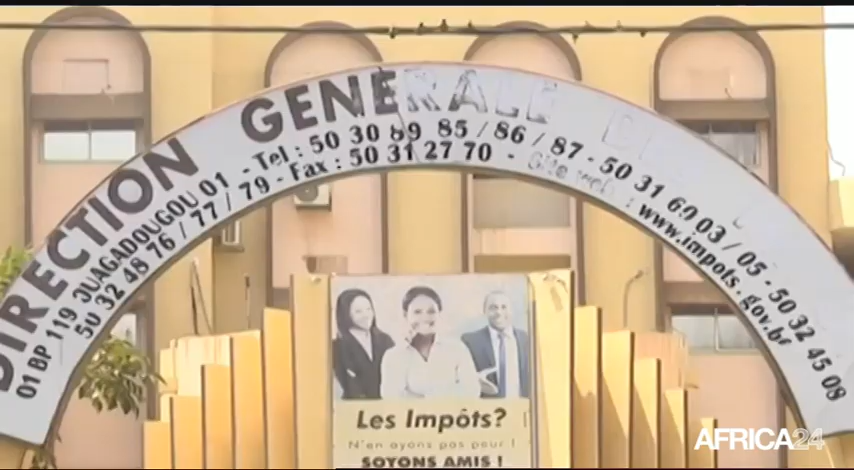 DIRECTION GENERALE D
01 BP 119 OUAGADOUGOU 01 - Tel : 50 30 89 85 / 86 / 87 - 50 31 60 03 / 05 - 50 32 45 08
50 32 48 76 / 77 / 79 - Fax : 50 31 27 70 - Site web : www.impots.gov.bf
Les Impôts?
N'en ayons pas peur !
SOYONS AMIS !
AFRICA24